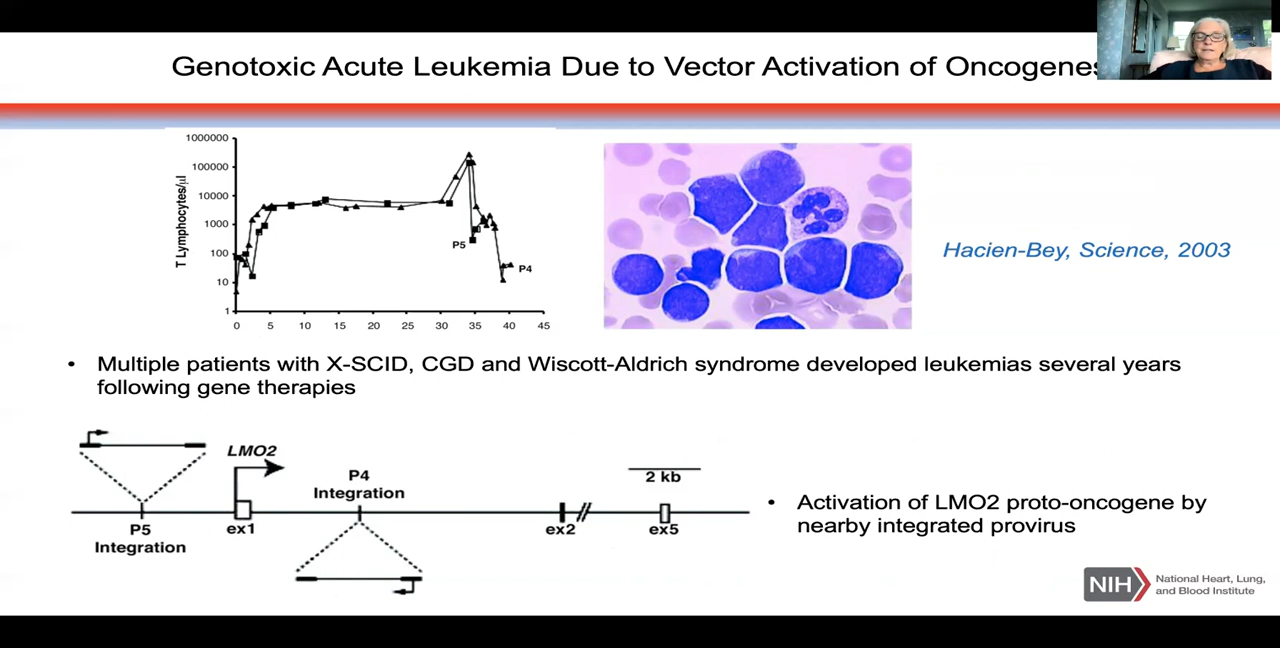 Genotoxic Acute Leukemia Due to Vector Activation of Oncogenes
1000000
100000
10000
1000
100
10
1
T Lymphocytes/µl
P5
P4
0 5 10 15 20 25 30 35 40 45
Hacien-Bey, Science, 2003
• Multiple patients with X-SCID, CGD and Wiscott-Aldrich syndrome developed leukemias several years
following gene therapies
LMO2
P4
Integration
2 kb
P5
Integration
ex1
ex2
ex5
• Activation of LMO2 proto-oncogene by
nearby integrated provirus
NIH
National Heart, Lung,
and Blood Institute